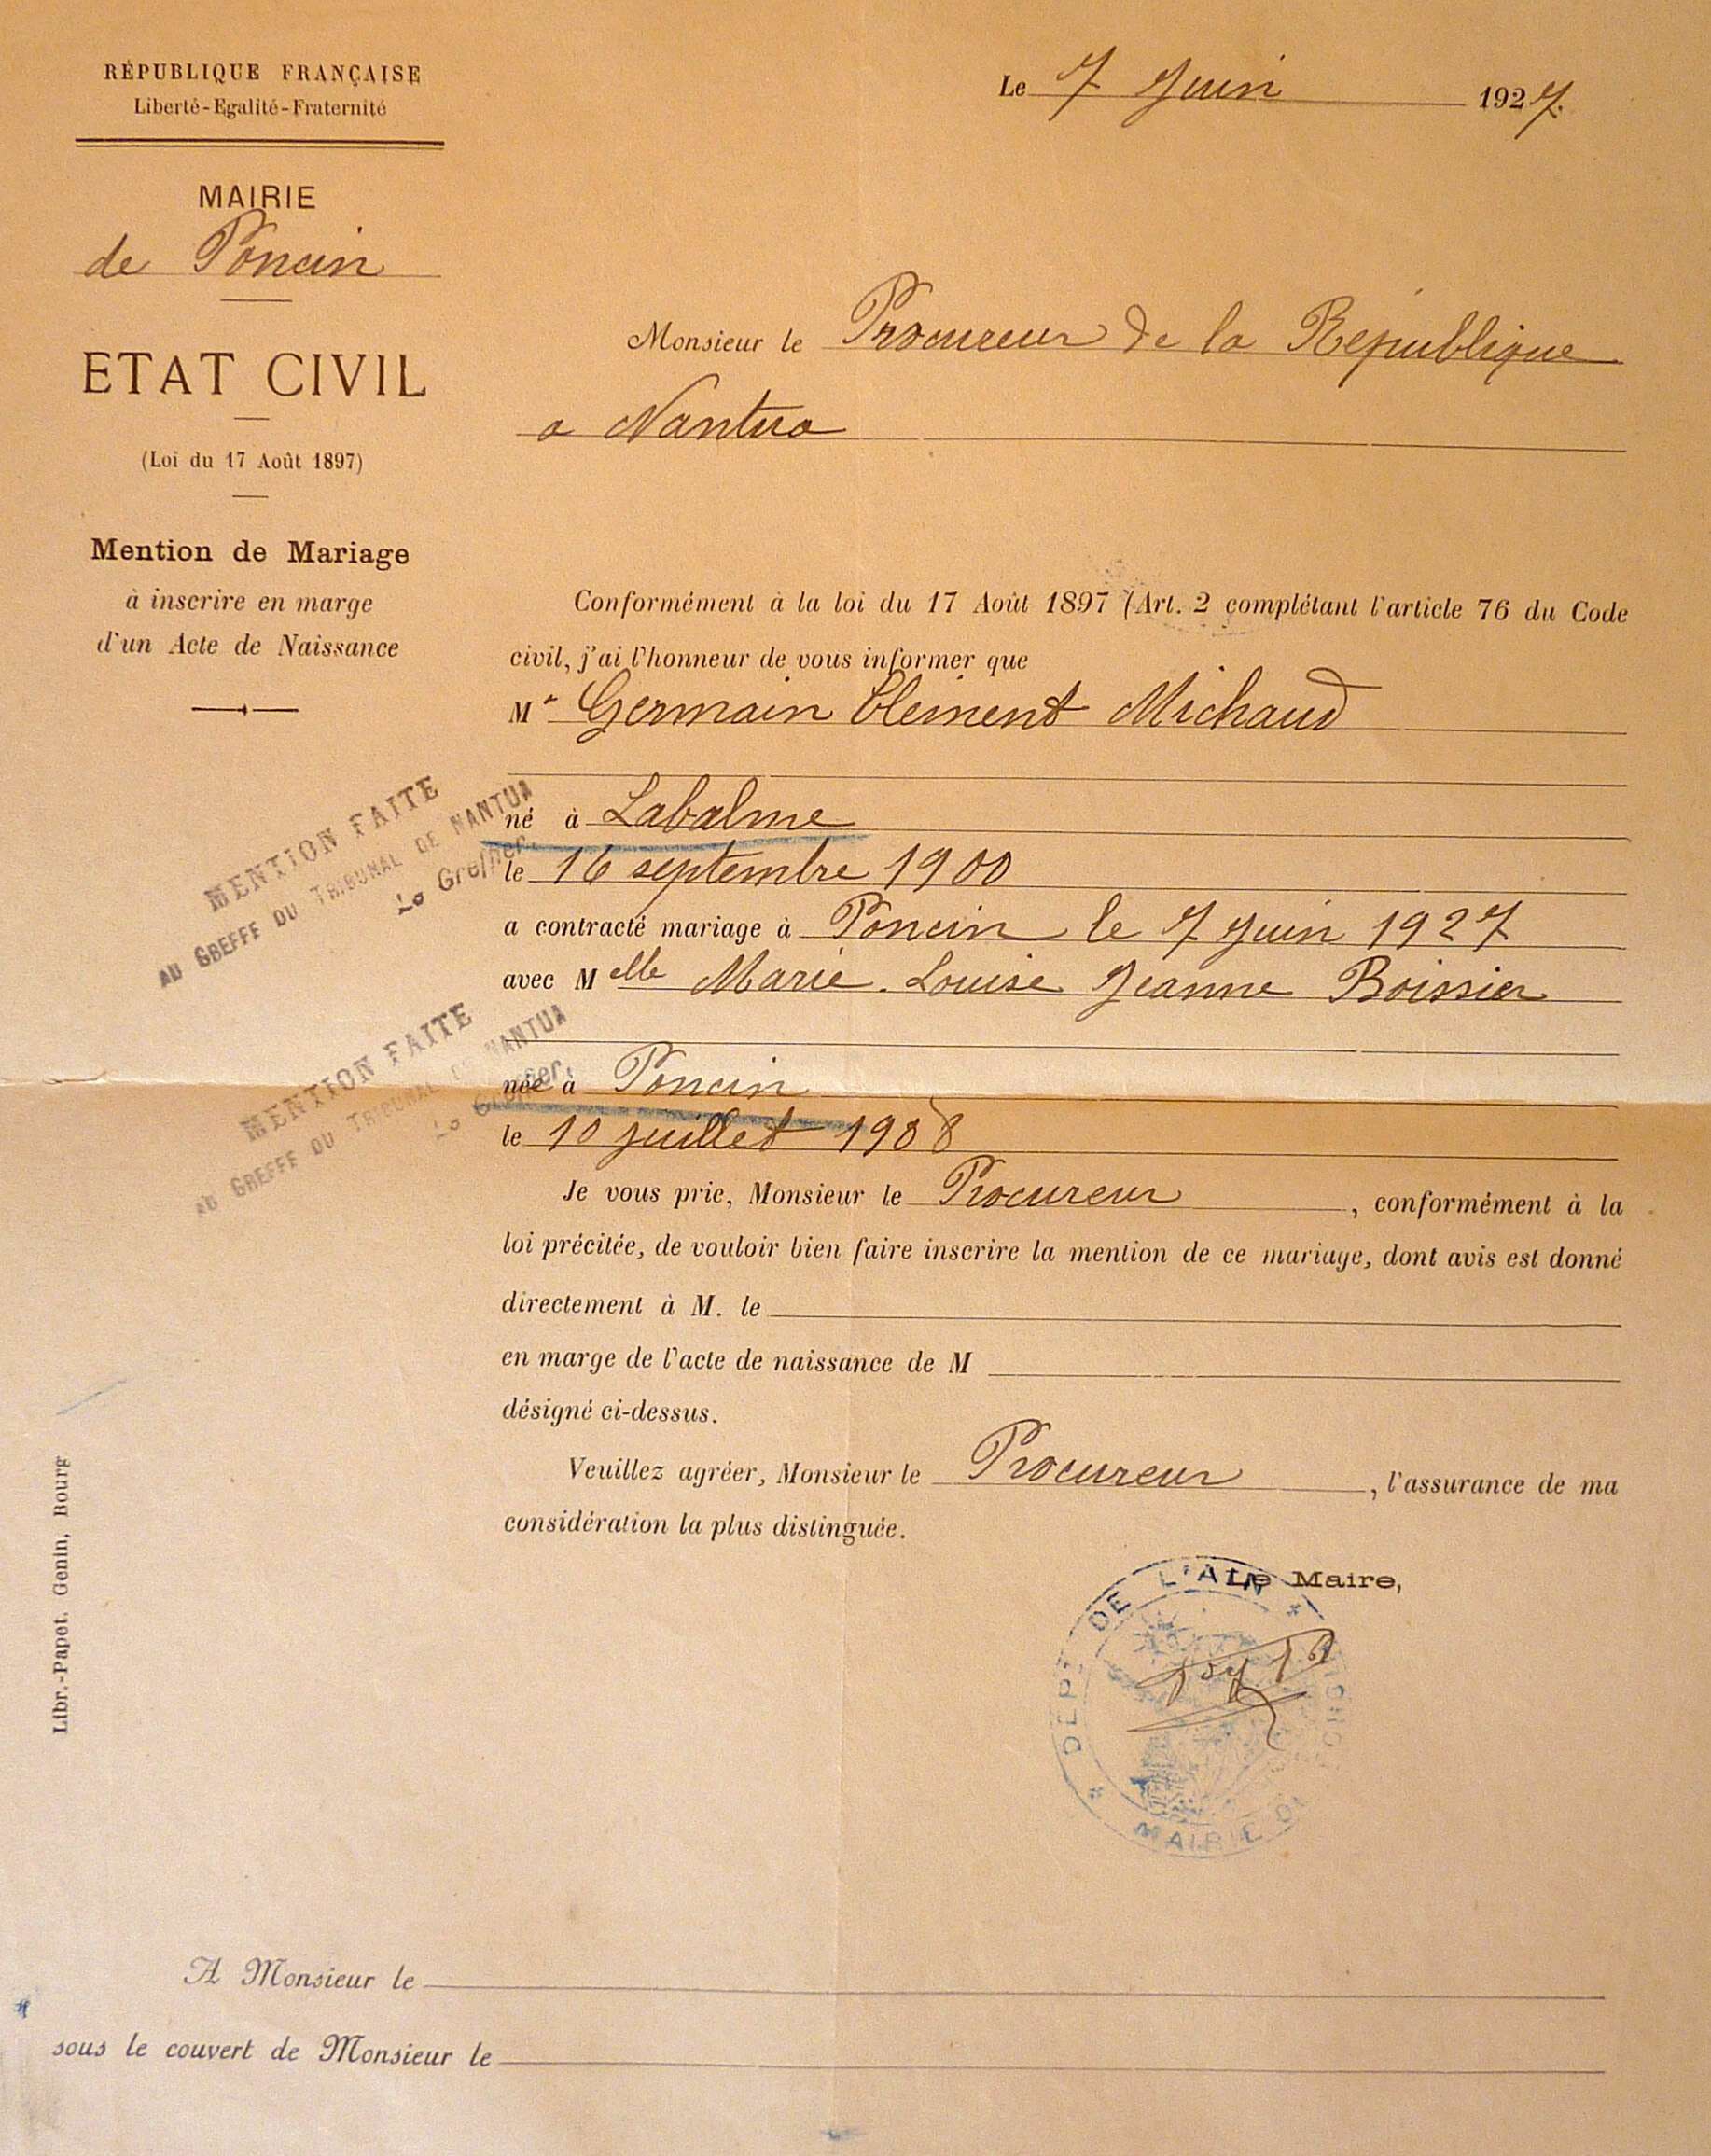 RÉPUBLIQUE FRANÇAISE
Liberté-Egalité-Fraternité
MAIRIE
de Poncin
ETAT CIVIL
(Loi du 17 Août 1897)
Mention de Mariage
à inscrire en marge
d'un Acte de Naissance
Le 7 Juin 1927.
Monsieur le Procureur de la République
a Nantua
Conformément à la loi du 17 Août 1897 (Art. 2 complétant l'article 76 du Code
civil, j'ai l'honneur de vous informer que
Mr Germain Clément Michaud
né à Labalme
le 16 septembre 1900
a contracté mariage à Poncin le 7 Juin 1927
avec Melle Marie-Louise Jeanne Boissier
née à Poncin
le 10 juillet 1908
Je vous prie, Monsieur le Procureur, conformément à la
loi précitée, de vouloir bien faire inscrire la mention de ce mariage, dont avis est donné
directement à M. le
en marge de l'acte de naissance de M
désigné ci-dessus.
Veuillez agréer, Monsieur le Procureur, l'assurance de ma
considération la plus distinguée.
Le Maire,
DEPT DE L'AIN
MAIRIE DE
MENTION FAITE
AU GREFFE DU TRIBUNAL DE NANTUA
Le Greffier.
MENTION FAITE
AU GREFFE DU TRIBUNAL DE NANTUA
Le Greffier.
Libr.-Papet. Genin, Bourg
A Monsieur le
sous le couvert de Monsieur le